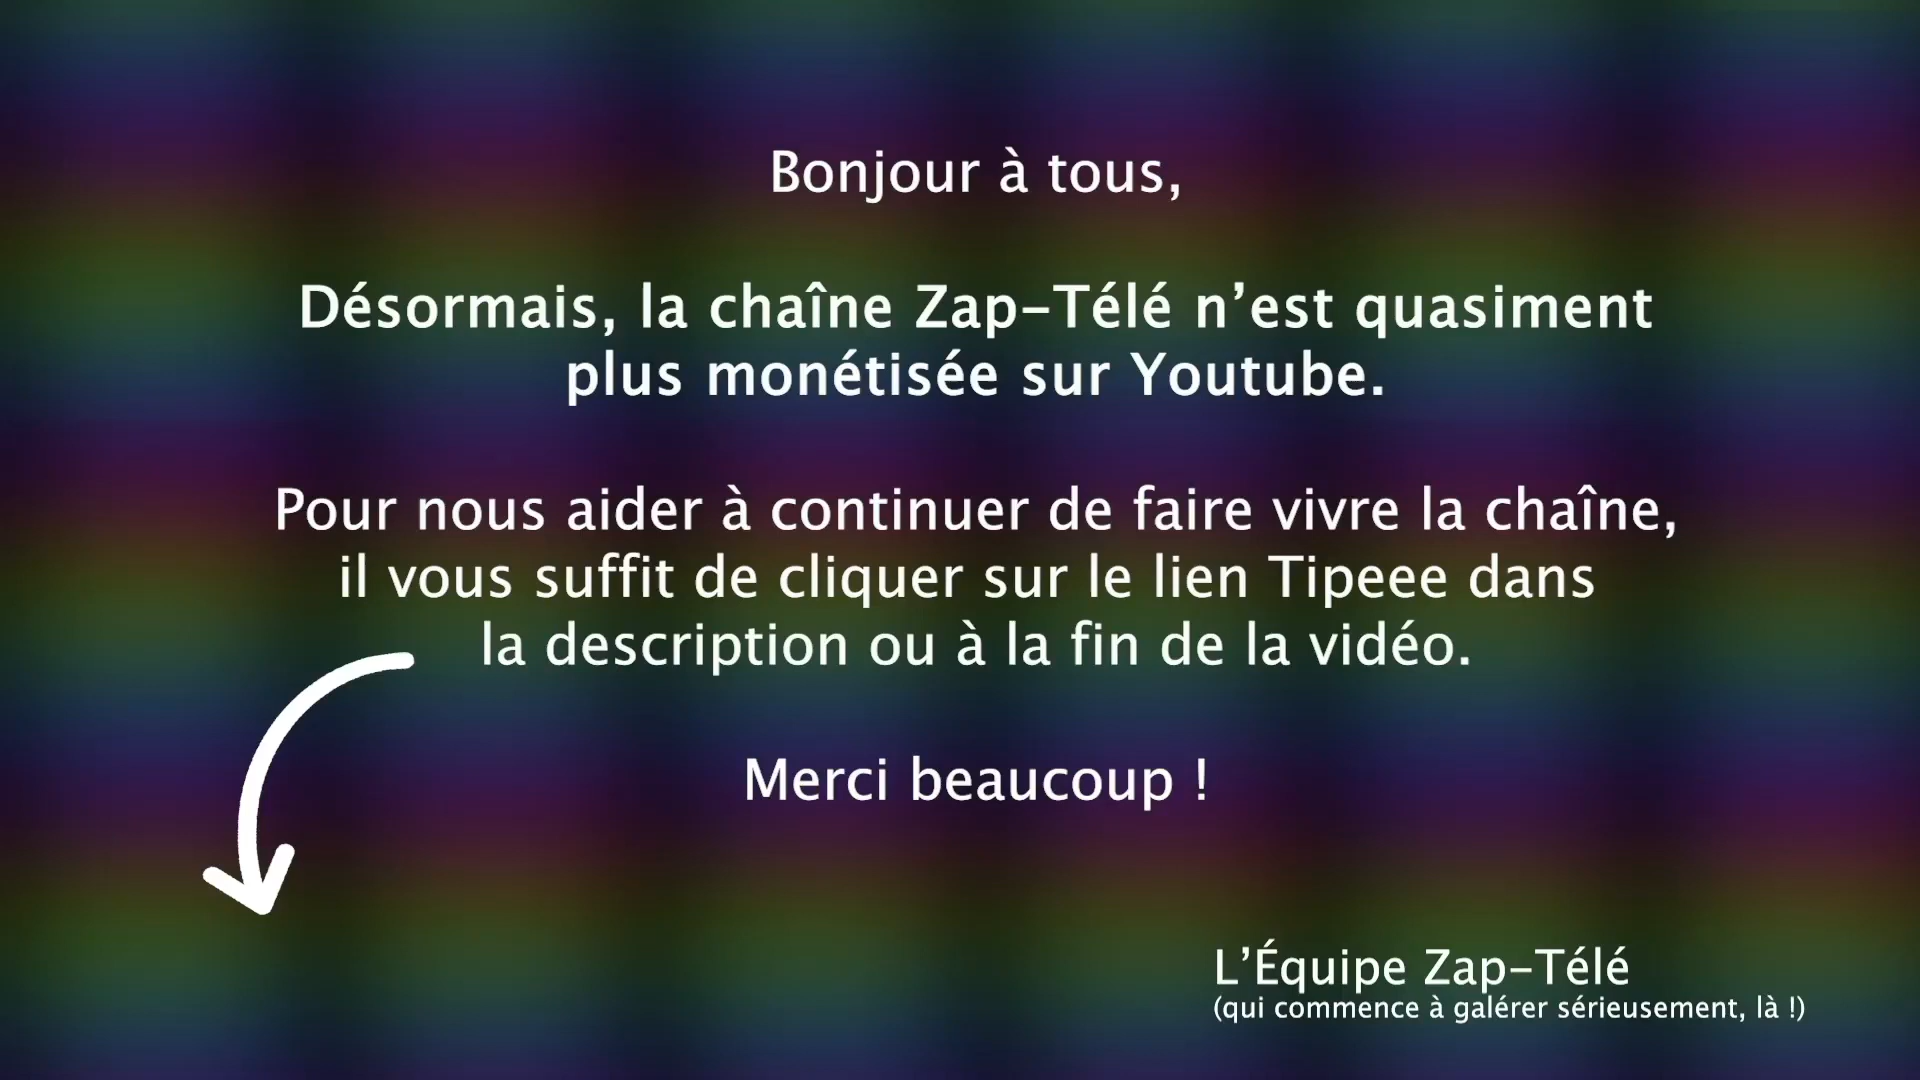 Bonjour à tous,
Désormais, la chaîne Zap-Télé n'est quasiment
plus monétisée sur Youtube.
Pour nous aider à continuer de faire vivre la chaîne,
il vous suffit de cliquer sur le lien Tipeee dans
la description ou à la fin de la vidéo.
Merci beaucoup !
L'Équipe Zap-Télé
(qui commence à galérer sérieusement, là !)